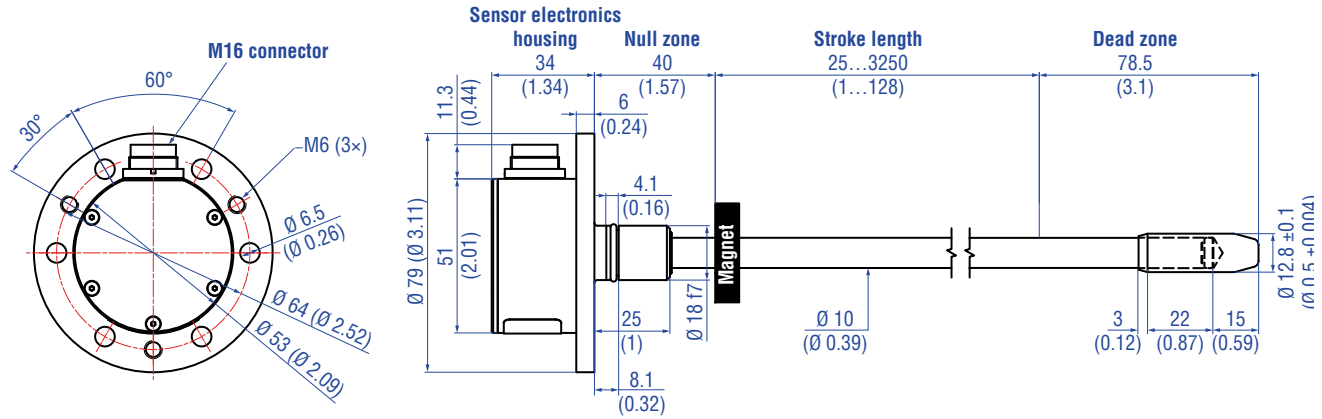 M16 connector
60°
30°
M6 (3×)
Ø 6.5
(Ø 0.26)
Ø 64 (Ø 2.52)
Ø 53 (Ø 2.09)
Sensor electronics
housing
34
(1.34)
Null zone
40
(1.57)
Stroke length
25…3250
(1…128)
Dead zone
78.5
(3.1)
11.3
(0.44)
6
(0.24)
4.1
(0.16)
Ø 79 (Ø 3.11)
51
(2.01)
Magnet
Ø 18 f7
25
(1)
8.1
(0.32)
Ø 10
(Ø 0.39)
3
(0.12)
22
(0.87)
15
(0.59)
Ø 12.8 ±0.1
(Ø 0.5 ±0.004)